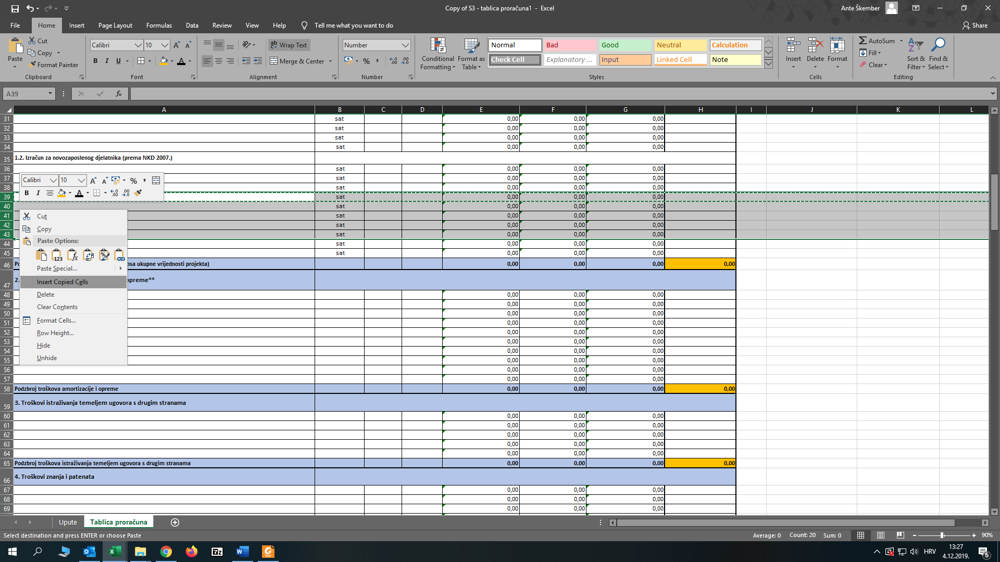 Copy of S3 - tablica proračuna1 - Excel
Ante Škember
File Home Insert Page Layout Formulas Data Review View Help Tell me what you want to do Share
Paste Cut Copy Format Painter
Calibri 10
B I U
Wrap Text
Merge & Center
Number
Conditional Formatting
Format as Table
Normal Bad Good Neutral Calculation
Check Cell Explanatory ... Input Linked Cell Note
Insert Delete Format
AutoSum
Fill
Clear
Sort & Filter
Find & Select
Clipboard Font Alignment Number Styles Cells Editing
A39 fx
A B C D E F G H I J K L
31 sat 0,00 0,00 0,00
32 sat 0,00 0,00 0,00
33 sat 0,00 0,00 0,00
34 sat 0,00 0,00 0,00
35 1.2. Izračun za novozaposlenog djelatnika (prema NKD 2007.)
36 sat 0,00 0,00 0,00
37 sat 0,00 0,00 0,00
38 sat 0,00 0,00 0,00
39 sat 0,00 0,00 0,00
40 sat 0,00 0,00 0,00
41 sat 0,00 0,00 0,00
42 sat 0,00 0,00 0,00
43 sat 0,00 0,00 0,00
44 sat 0,00 0,00 0,00
45 sat 0,00 0,00 0,00
46 osa ukupne vrijednosti projekta) 0,00 0,00 0,00 0,00
47 2. opreme**
48 0,00 0,00 0,00
49 0,00 0,00 0,00
50 0,00 0,00 0,00
51 0,00 0,00 0,00
52 0,00 0,00 0,00
53 0,00 0,00 0,00
54 0,00 0,00 0,00
55 0,00 0,00 0,00
56 0,00 0,00 0,00
57 0,00 0,00 0,00
58 Podzbroj troškova amortizacije i opreme 0,00 0,00 0,00 0,00
59 3. Troškovi istraživanja temeljem ugovora s drugim stranama
60 0,00 0,00 0,00
61 0,00 0,00 0,00
62 0,00 0,00 0,00
63 0,00 0,00 0,00
64 0,00 0,00 0,00
65 Podzbroj troškova istraživanja temeljem ugovora s drugim stranama 0,00 0,00 0,00 0,00
66 4. Troškovi znanja i patenata
67 0,00 0,00 0,00
68 0,00 0,00 0,00
69 0,00 0,00 0,00
Calibri 10
B I
Cut
Copy
Paste Options:
Paste Special...
Insert Copied Cells
Delete
Clear Contents
Format Cells...
Row Height...
Hide
Unhide
Upute Tablica proračuna
Select destination and press ENTER or choose Paste
Average: 0 Count: 20 Sum: 0 90%
HRV
13:27
4.12.2019.
6